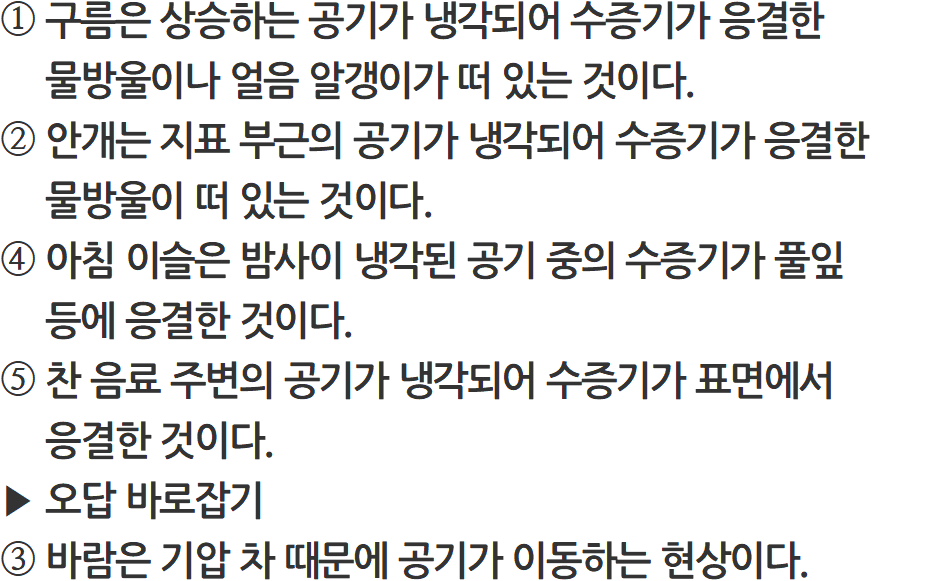 ① 구름은 상승하는 공기가 냉각되어 수증기가 응결한
물방울이나 얼음 알갱이가 떠 있는 것이다.
② 안개는 지표 부근의 공기가 냉각되어 수증기가 응결한
물방울이 떠 있는 것이다.
④ 아침 이슬은 밤사이 냉각된 공기 중의 수증기가 풀잎
등에 응결한 것이다.
⑤ 찬 음료 주변의 공기가 냉각되어 수증기가 표면에서
응결한 것이다.
▶ 오답 바로잡기
③ 바람은 기압 차 때문에 공기가 이동하는 현상이다.